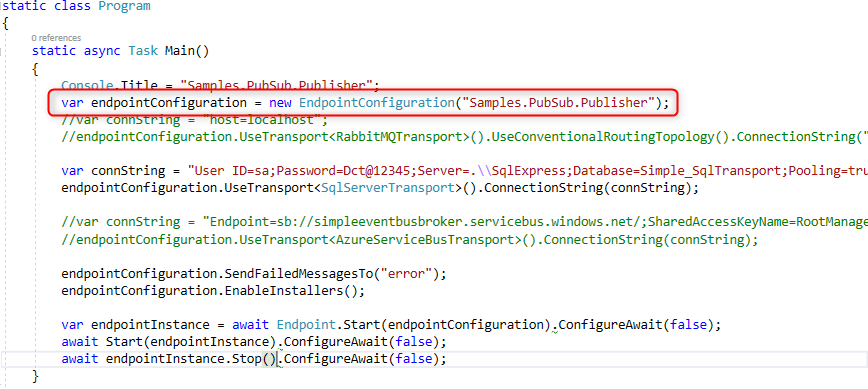 static class Program
{
0 references
static async Task Main()
{
Console.Title = "Samples.PubSub.Publisher";
var endpointConfiguration = new EndpointConfiguration("Samples.PubSub.Publisher");
//var connString = "host=localhost";
//endpointConfiguration.UseTransport<RabbitMQTransport>().UseConventionalRoutingTopology().ConnectionString("
var connString = "User ID=sa;Password=Dct@12345;Server=.\\SqlExpress;Database=Simple_SqlTransport;Pooling=tru
endpointConfiguration.UseTransport<SqlServerTransport>().ConnectionString(connString);
//var connString = "Endpoint=sb://simpleeventbusbroker.servicebus.windows.net/;SharedAccessKeyName=RootManage
//endpointConfiguration.UseTransport<AzureServiceBusTransport>().ConnectionString(connString);
endpointConfiguration.SendFailedMessagesTo("error");
endpointConfiguration.EnableInstallers();
var endpointInstance = await Endpoint.Start(endpointConfiguration).ConfigureAwait(false);
await Start(endpointInstance).ConfigureAwait(false);
await endpointInstance.Stop().ConfigureAwait(false);
}